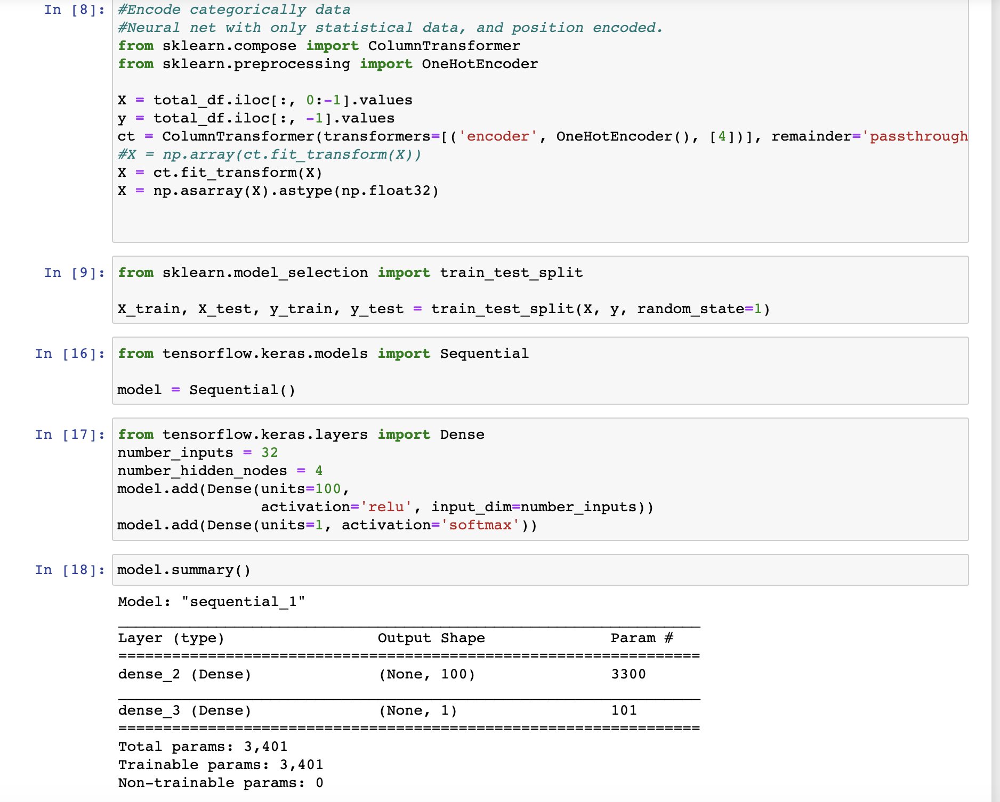 In [8]:
#Encode categorically data
#Neural net with only statistical data, and position encoded.
from sklearn.compose import ColumnTransformer
from sklearn.preprocessing import OneHotEncoder
X = total_df.iloc[:, 0:-1].values
y = total_df.iloc[:, -1].values
ct = ColumnTransformer(transformers=[('encoder', OneHotEncoder(), [4])], remainder='passthrough
#X = np.array(ct.fit_transform(X))
X = ct.fit_transform(X)
X = np.asarray(X).astype(np.float32)
In [9]:
from sklearn.model_selection import train_test_split
X_train, X_test, y_train, y_test = train_test_split(X, y, random_state=1)
In [16]:
from tensorflow.keras.models import Sequential
model = Sequential()
In [17]:
from tensorflow.keras.layers import Dense
number_inputs = 32
number_hidden_nodes = 4
model.add(Dense(units=100,
activation='relu', input_dim=number_inputs))
model.add(Dense(units=1, activation='softmax'))
In [18]:
model.summary()
Model: "sequential_1"
_________________________________________________________________
Layer (type)                 Output Shape              Param #
=================================================================
dense_2 (Dense)              (None, 100)               3300
_________________________________________________________________
dense_3 (Dense)              (None, 1)                 101
=================================================================
Total params: 3,401
Trainable params: 3,401
Non-trainable params: 0